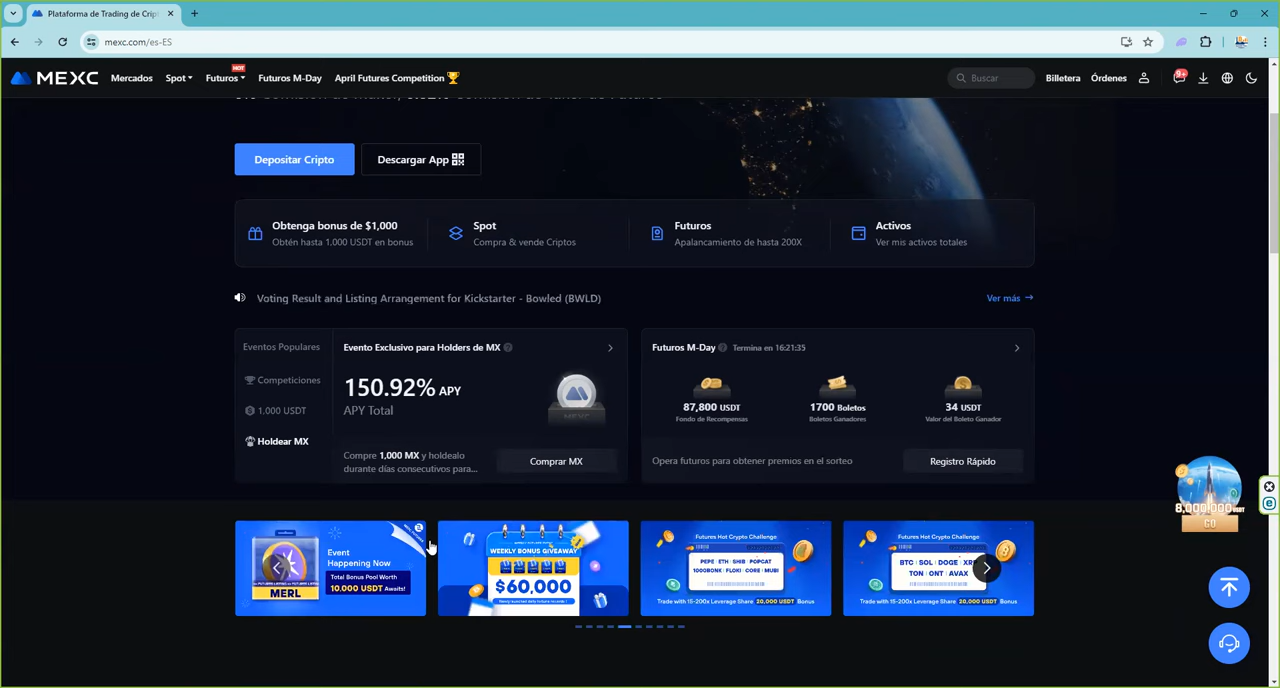 Plataforma de Trading de Crip
mexc.com/es-ES
MEXC
Mercados
Spot
Futuros
HOT
Futuros M-Day
April Futures Competition
Buscar
Billetera
Órdenes
9+
Depositar Cripto
Descargar App
Obtenga bonus de $1,000
Obtén hasta 1.000 USDT en bonus
Spot
Compra & vende Criptos
Futuros
Apalancamiento de hasta 200X
Activos
Ver mis activos totales
Voting Result and Listing Arrangement for Kickstarter - Bowled (BWLD)
Ver más →
Eventos Populares
Competiciones
1,000 USDT
Holdear MX
Evento Exclusivo para Holders de MX
150.92% APY
APY Total
Compre 1,000 MX y holdealo
durante días consecutivos para...
Comprar MX
Futuros M-Day
Termina en 16:21:35
87,800 USDT
Fondo de Recompensas
1700 Boletos
Boletos Ganadores
34 USDT
Valor del Boleto Ganador
Opera futuros para obtener premios en el sorteo
Registro Rápido
8,000,000 USDT
GO
MERL
Event
Happening Now
Total Bonus Pool Worth
10.000 USDT Awaits!
WEEKLY BONUS GIVEAWAY
$60,000
Futures Hot Crypto Challenge
PEPE | ETH | SHIB | POPCAT
1000BONK | FLOKI | CORE | MUBI
Trade with 15-200x Leverage Share 20,000 USDT Bonus
Futures Hot Crypto Challenge
BTC | SOL | DOGE | XRP
TON | ONT | AVAX
Trade with 15-200x Leverage Share 20,000 USDT Bonus